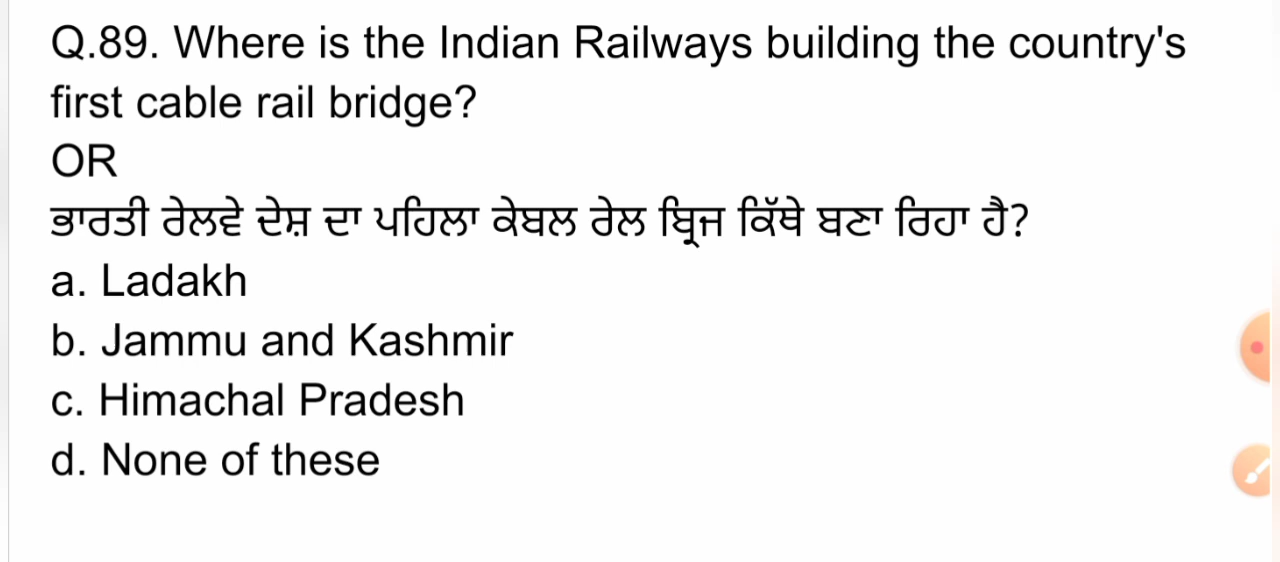 Q.89. Where is the Indian Railways building the country's
first cable rail bridge?
OR
ਭਾਰਤੀ ਰੇਲਵੇ ਦੇਸ਼ ਦਾ ਪਹਿਲਾ ਕੇਬਲ ਰੇਲ ਬ੍ਰਿਜ ਕਿੱਥੇ ਬਣਾ ਰਿਹਾ ਹੈ?
a. Ladakh
b. Jammu and Kashmir
c. Himachal Pradesh
d. None of these